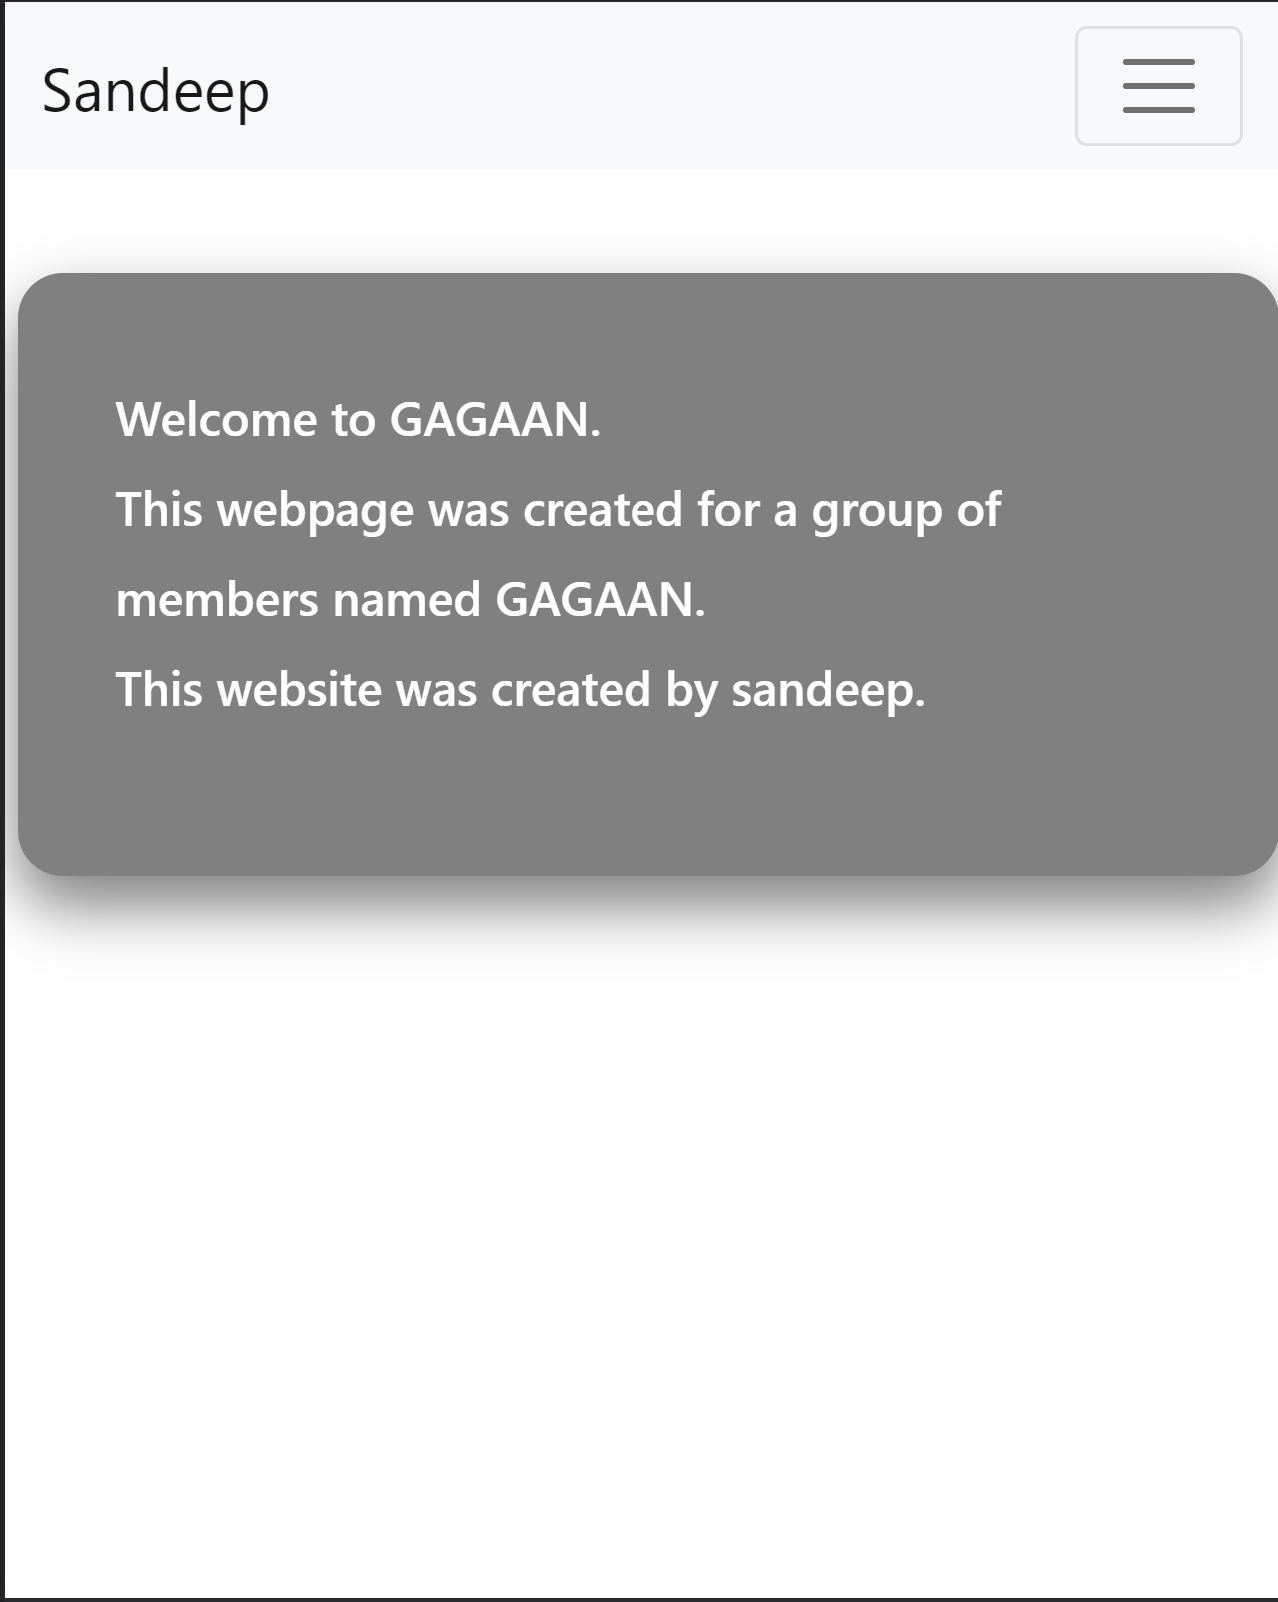 Sandeep
Welcome to GAGAAN.
This webpage was created for a group of
members named GAGAAN.
This website was created by sandeep.